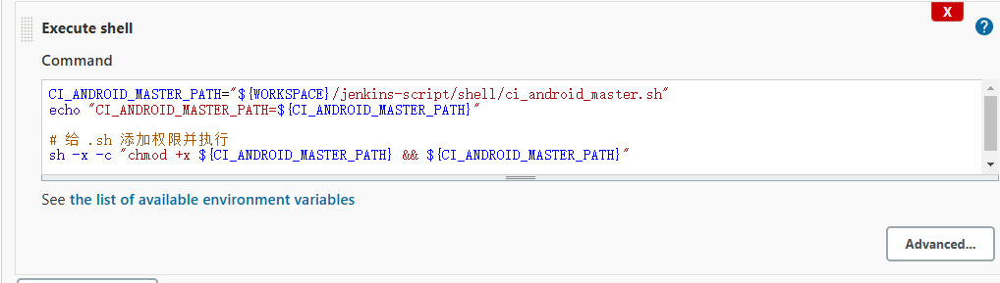 X
Execute shell
?
Command
CI_ANDROID_MASTER_PATH="${WORKSPACE}/jenkins-script/shell/ci_android_master.sh"
echo "CI_ANDROID_MASTER_PATH=${CI_ANDROID_MASTER_PATH}"
# 给 .sh 添加权限并执行
sh -x -c "chmod +x ${CI_ANDROID_MASTER_PATH} && ${CI_ANDROID_MASTER_PATH}"
See the list of available environment variables
Advanced...